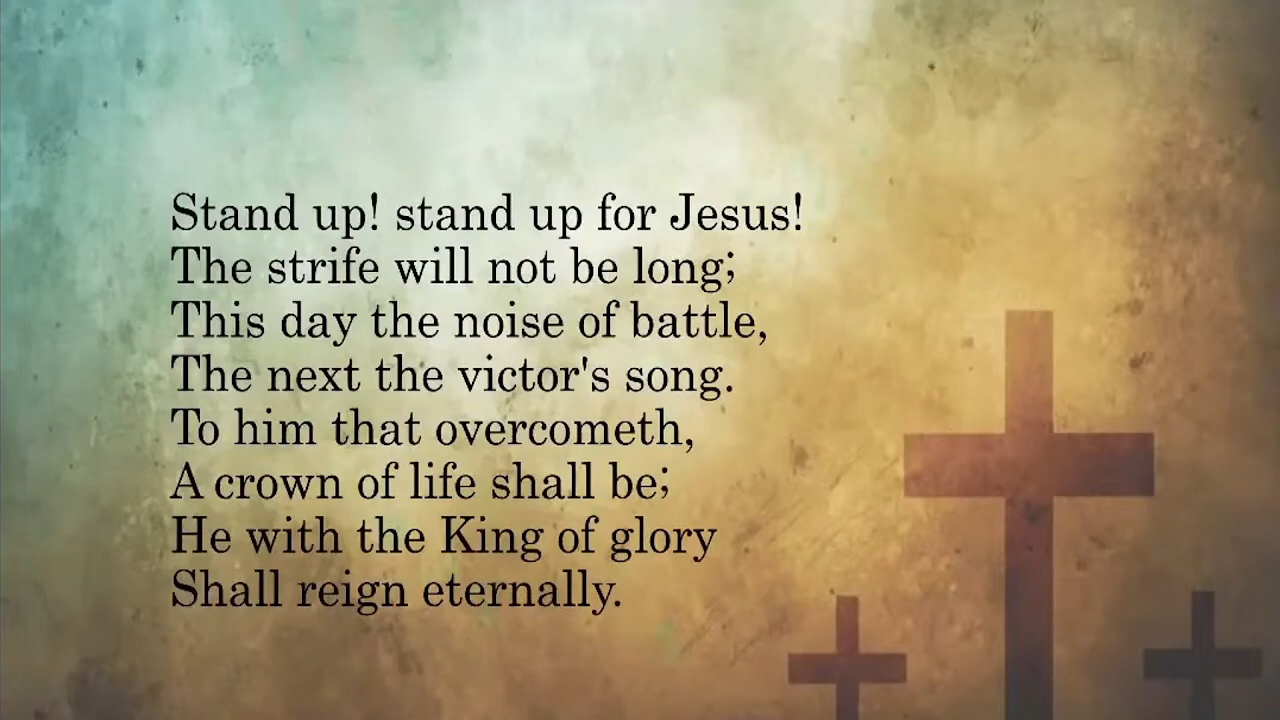 Stand up! stand up for Jesus!
The strife will not be long;
This day the noise of battle,
The next the victor's song.
To him that overcometh,
A crown of life shall be;
He with the King of glory
Shall reign eternally.